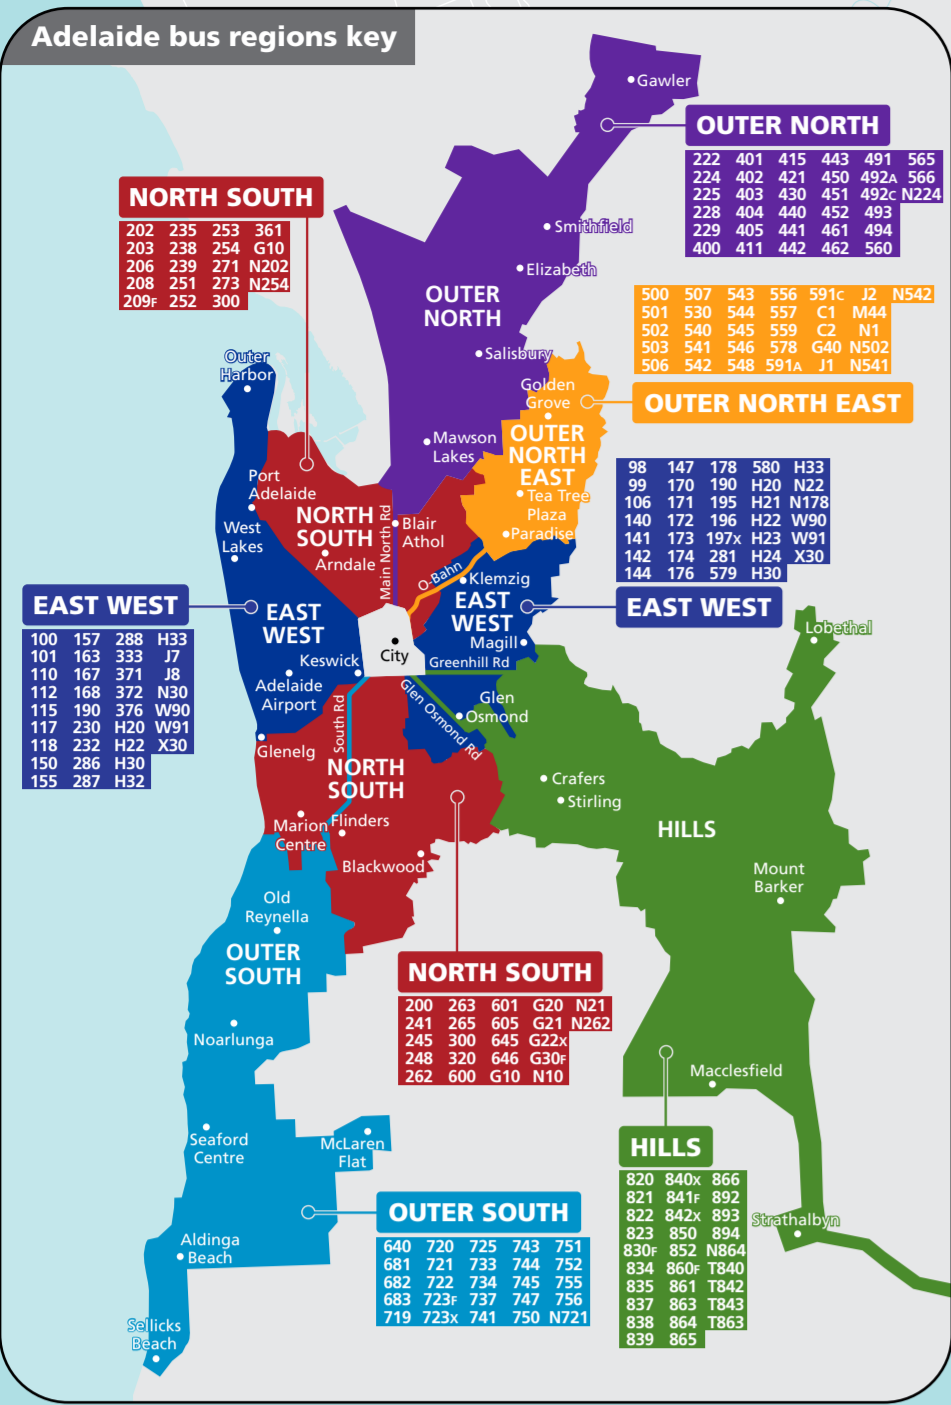 Adelaide bus regions key
Gawler
OUTER NORTH
222 401 415 443 491 565
224 402 421 450 492A 566
225 403 430 451 492C N224
228 404 440 452 493
229 405 441 461 494
400 411 442 462 560
NORTH SOUTH
202 235 253 361
203 238 254 G10
206 239 271 N202
208 251 273 N254
209F 252 300
Smithfield
Elizabeth
OUTER
NORTH
Salisbury
500 507 543 556 591C J2 N542
501 530 544 557 C1 M44
502 540 545 559 C2 N1
503 541 546 578 G40 N502
506 542 548 591A J1 N541
OUTER NORTH EAST
Outer
Harbor
Golden
Grove
Mawson
Lakes
OUTER
NORTH
EAST
Tea Tree
Plaza
Paradise
98 147 178 580 H33
99 170 190 H20 N22
106 171 195 H21 N178
140 172 196 H22 W90
141 173 197X H23 W91
142 174 281 H24 X30
144 176 579 H30
EAST WEST
Port
Adelaide
NORTH
SOUTH
Main North Rd
Blair
Athol
West
Lakes
Arndale
O-Bahn
Klemzig
EAST
WEST
Magill
EAST WEST
100 157 288 H33
101 163 333 J7
110 167 371 J8
112 168 372 N30
115 190 376 W90
117 230 H20 W91
118 232 H22 X30
150 286 H30
155 287 H32
EAST
WEST
City
Keswick
Greenhill Rd
Adelaide
Airport
Glen Osmond Rd
Glen
Osmond
South Rd
Glenelg
Lobethal
NORTH
SOUTH
Crafers
Stirling
HILLS
Marion
Centre
Flinders
Blackwood
Mount
Barker
Old
Reynella
OUTER
SOUTH
NORTH SOUTH
200 263 601 G20 N21
241 265 605 G21 N262
245 300 645 G22X
248 320 646 G30F
262 600 G10 N10
Noarlunga
Macclesfield
Seaford
Centre
McLaren
Flat
HILLS
820 840X 866
821 841F 892
822 842X 893
823 850 894
830F 852 N864
834 860F T840
835 861 T842
837 863 T843
838 864 T863
839 865
Strathalbyn
OUTER SOUTH
640 720 725 743 751
681 721 733 744 752
682 722 734 745 755
683 723F 737 747 756
719 723X 741 750 N721
Aldinga
Beach
Sellicks
Beach